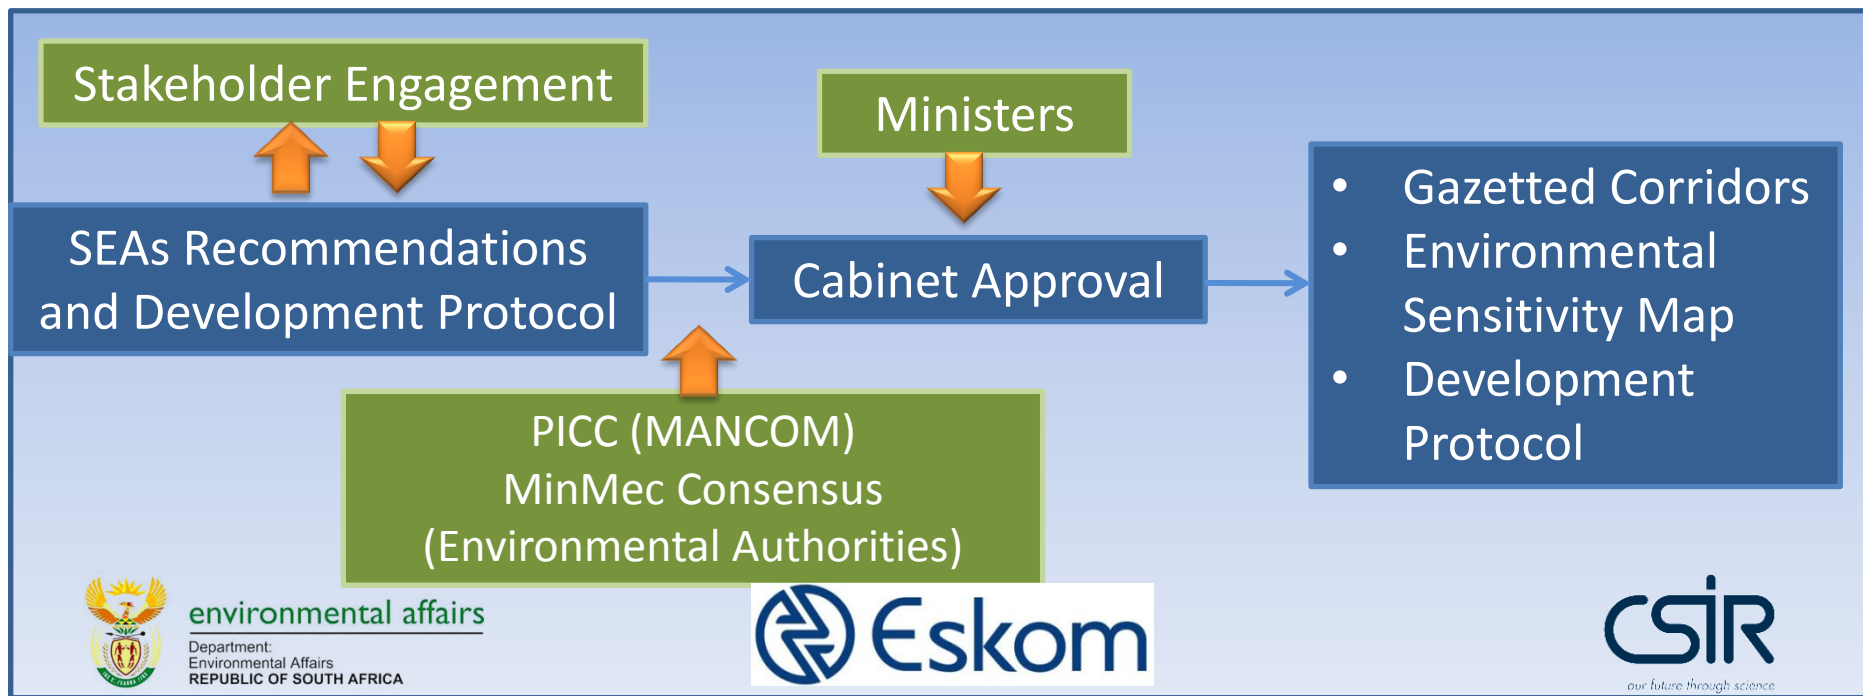 Stakeholder Engagement
Ministers
SEAs Recommendations
and Development Protocol
Cabinet Approval
• Gazetted Corridors
• Environmental
Sensitivity Map
• Development
Protocol
PICC (MANCOM)
MinMec Consensus
(Environmental Authorities)
environmental affairs
Department:
Environmental Affairs
REPUBLIC OF SOUTH AFRICA
Eskom
CSIR
our future through science